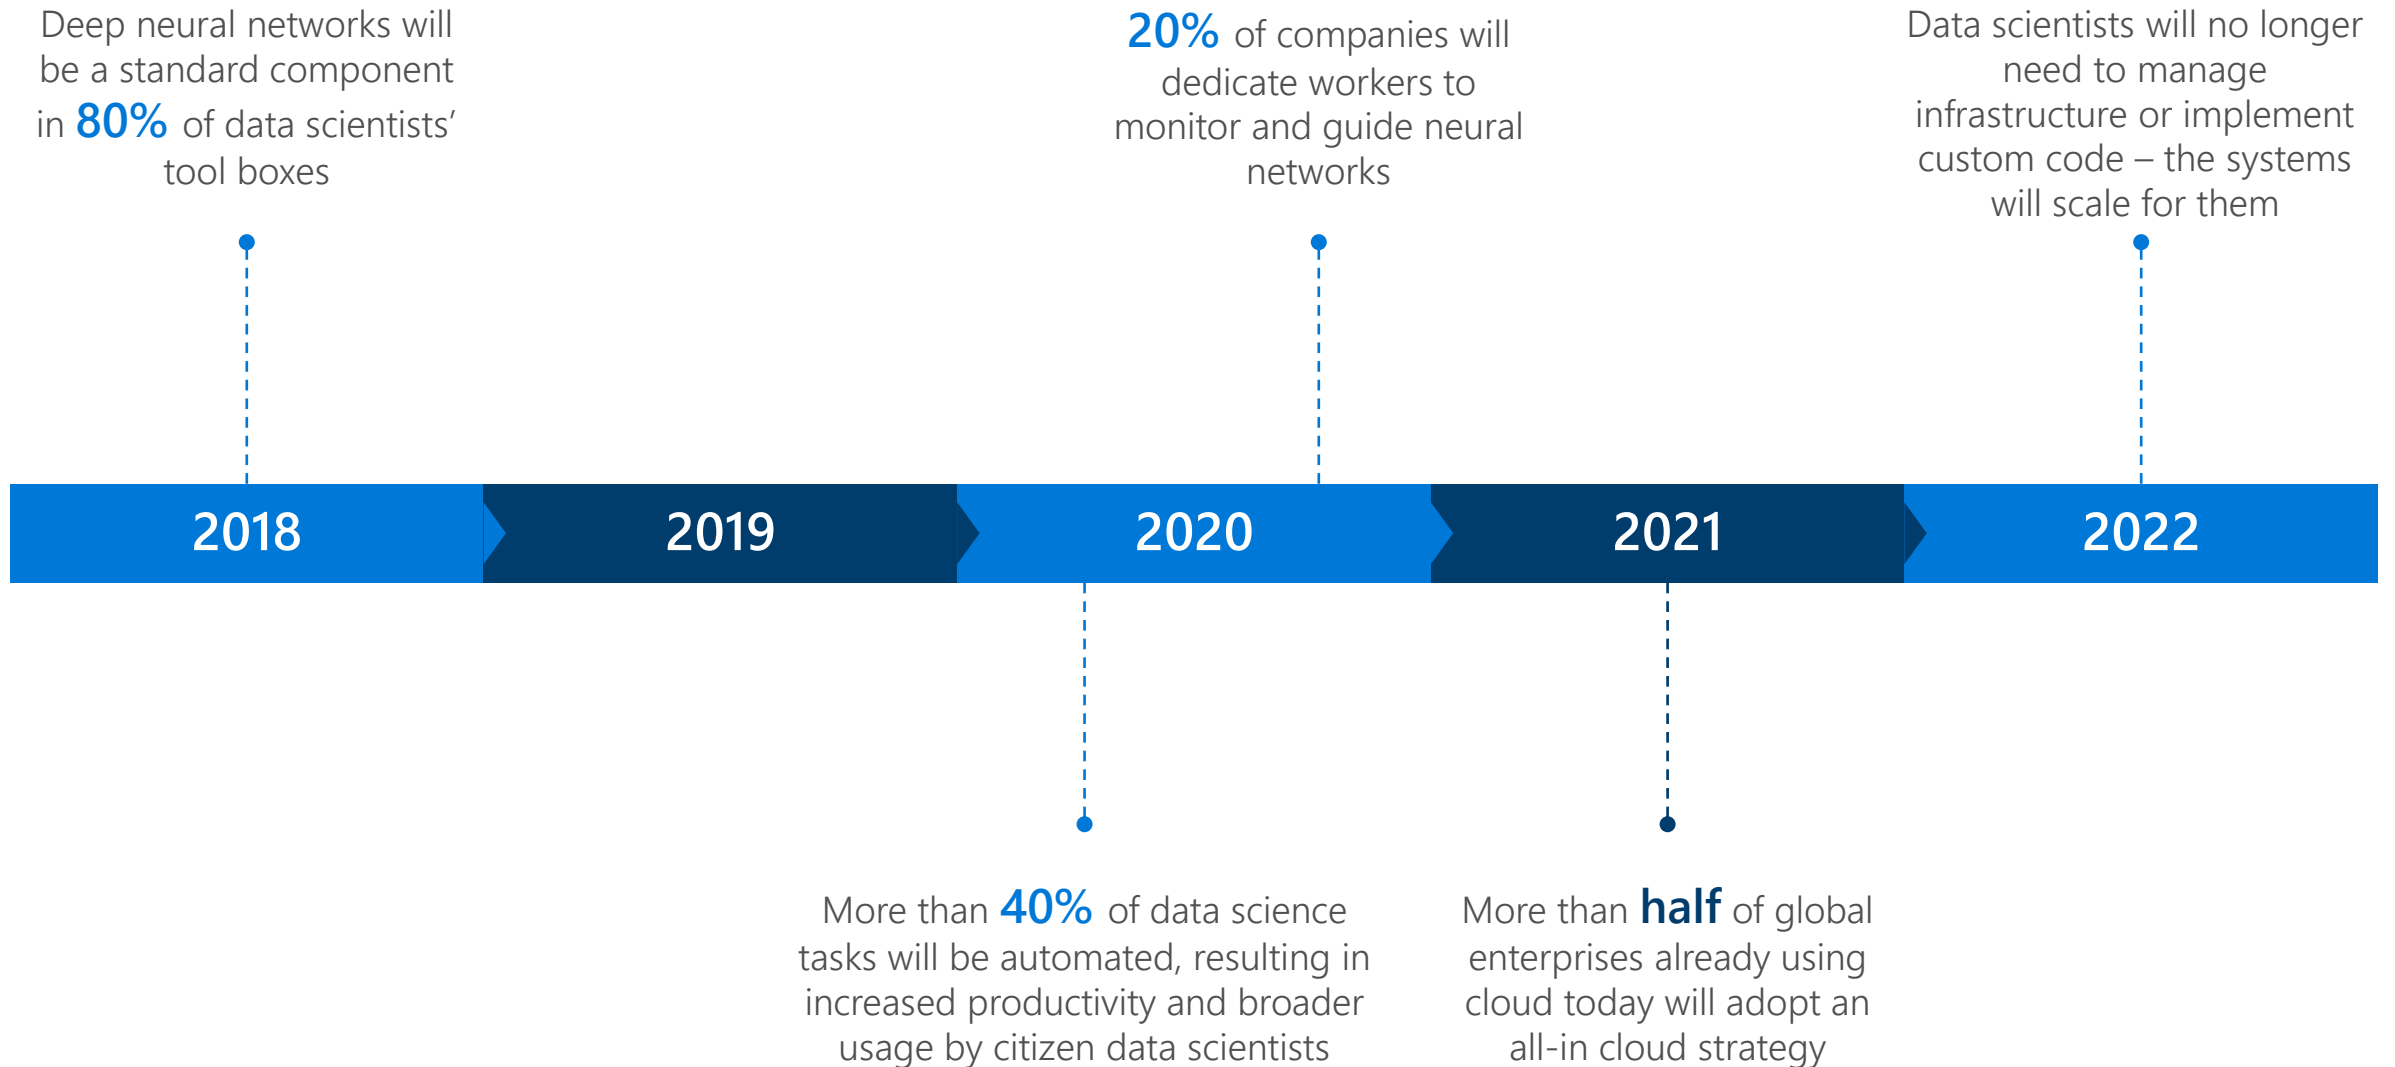 Deep neural networks will
be a standard component
in 80% of data scientists’
tool boxes
20% of companies will
dedicate workers to
monitor and guide neural
networks
Data scientists will no longer
need to manage
infrastructure or implement
custom code – the systems
will scale for them
2018
2019
2020
2021
2022
More than 40% of data science
tasks will be automated, resulting in
increased productivity and broader
usage by citizen data scientists
More than half of global
enterprises already using
cloud today will adopt an
all-in cloud strategy